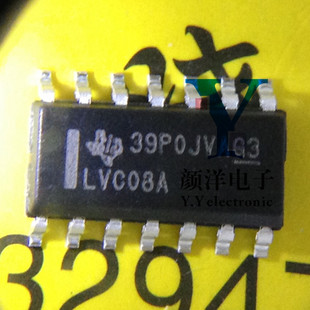 39P0JV G3
LVC08A
Y
颜洋电子
Y.Y electronic
3294